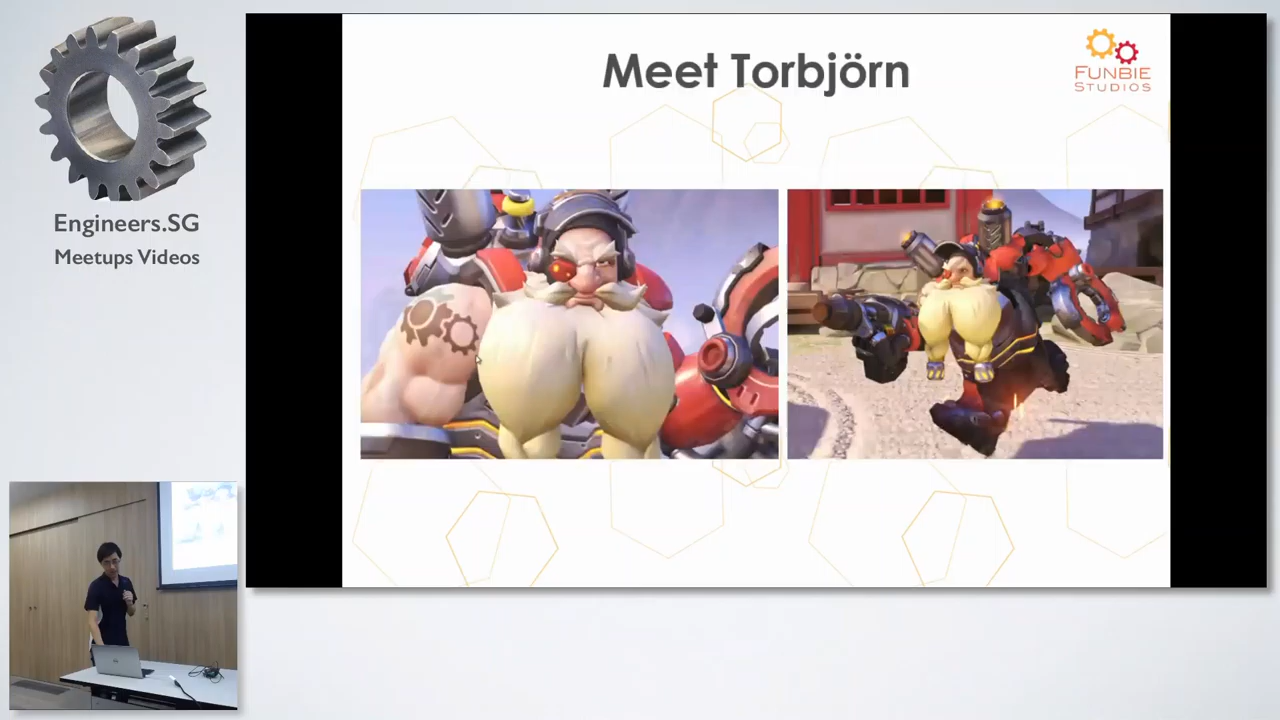 Meet Torbjörn
FUNBIE
STUDIOS
Engineers.SG
Meetups Videos